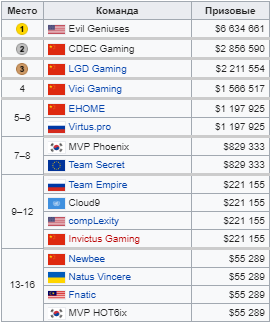 Место Команда Призовые
1 Evil Geniuses $6 634 661
2 CDEC Gaming $2 856 590
3 LGD Gaming $2 211 554
4 Vici Gaming $1 566 517
5–6 EHOME $1 197 925
Virtus.pro $1 197 925
7–8 MVP Phoenix $829 333
Team Secret $829 333
9–12 Team Empire $221 155
Cloud9 $221 155
compLexity $221 155
Invictus Gaming $221 155
13-16 Newbee $55 289
Natus Vincere $55 289
Fnatic $55 289
MVP HOT6ix $55 289